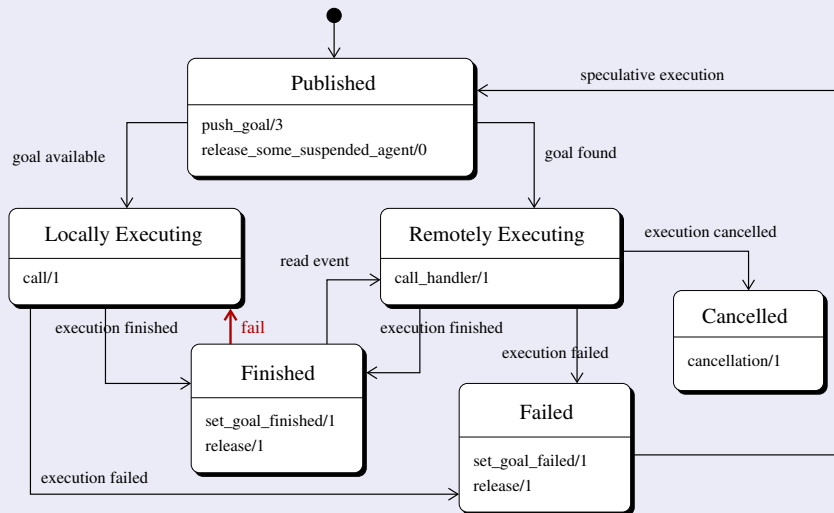 Published
speculative execution
push_goal/3
release_some_suspended_agent/0
goal available
goal found
Locally Executing
Remotely Executing
execution cancelled
call/1
read event
call_handler/1
Cancelled
execution finished
fail
execution finished
execution failed
cancellation/1
Finished
Failed
set_goal_finished/1
release/1
set_goal_failed/1
release/1
execution failed